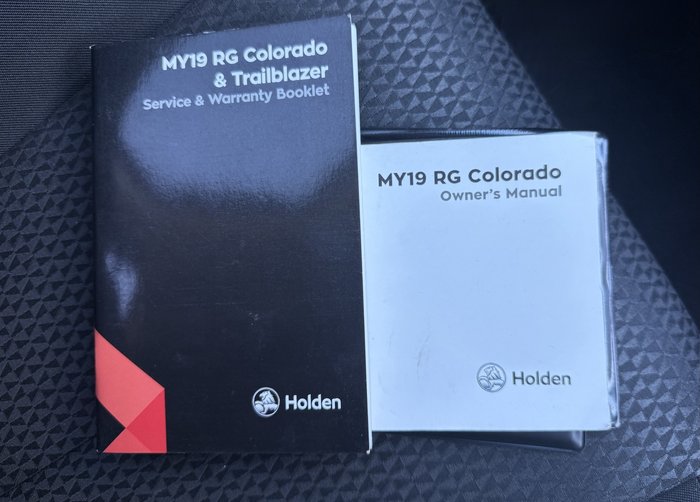 MY19 RG Colorado
& Trailblazer
Service & Warranty Booklet
Holden
MY19 RG Colorado
Owner's Manual
Holden